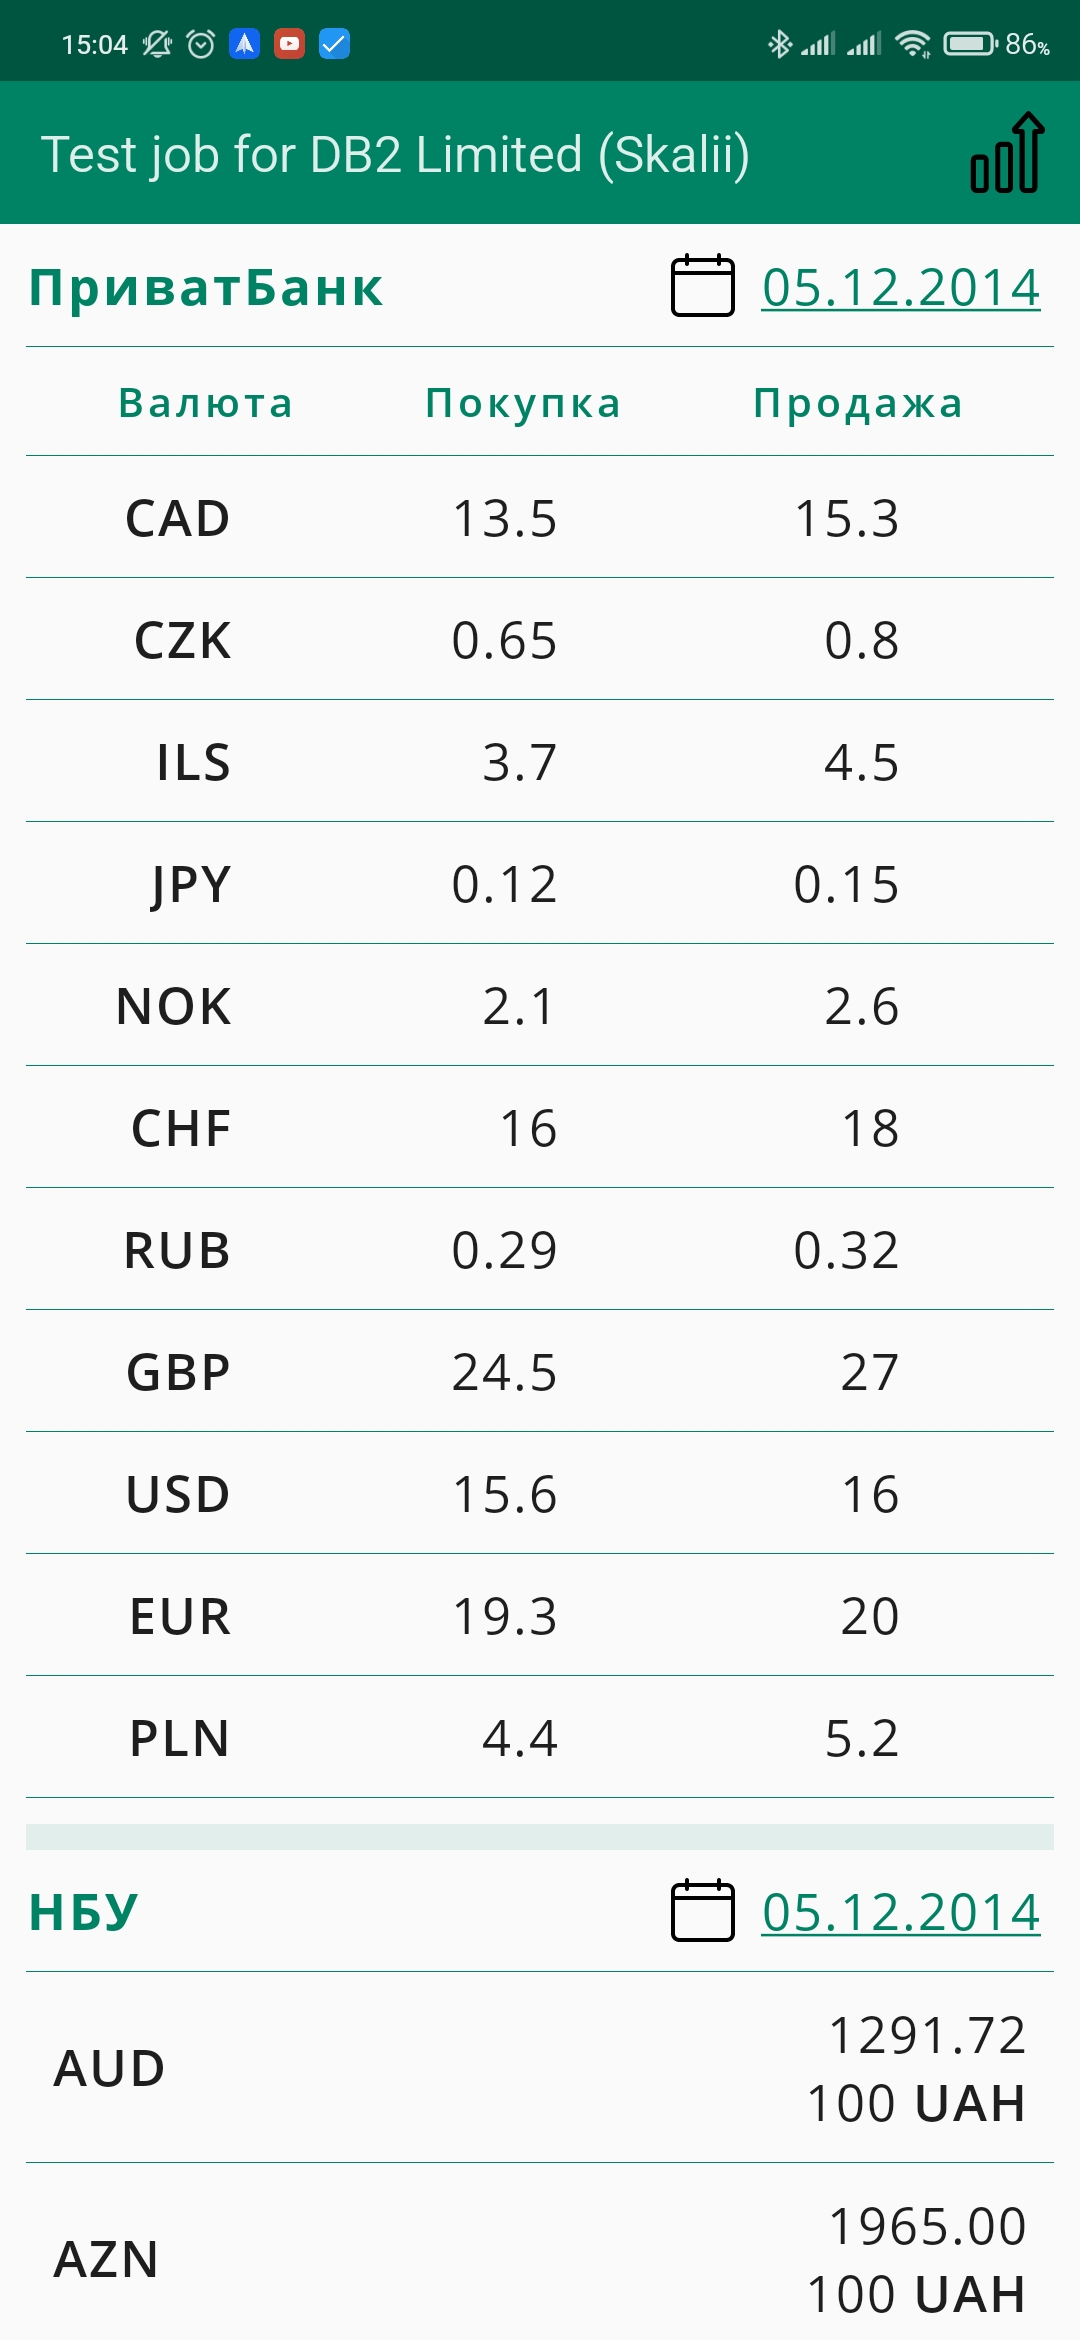 15:04 86%
Test job for DB2 Limited (Skalii)
ПриватБанк 05.12.2014
Валюта Покупка Продажа
CAD 13.5 15.3
CZK 0.65 0.8
ILS 3.7 4.5
JPY 0.12 0.15
NOK 2.1 2.6
CHF 16 18
RUB 0.29 0.32
GBP 24.5 27
USD 15.6 16
EUR 19.3 20
PLN 4.4 5.2
НБУ 05.12.2014
AUD 1291.72
100 UAH
AZN 1965.00
100 UAH